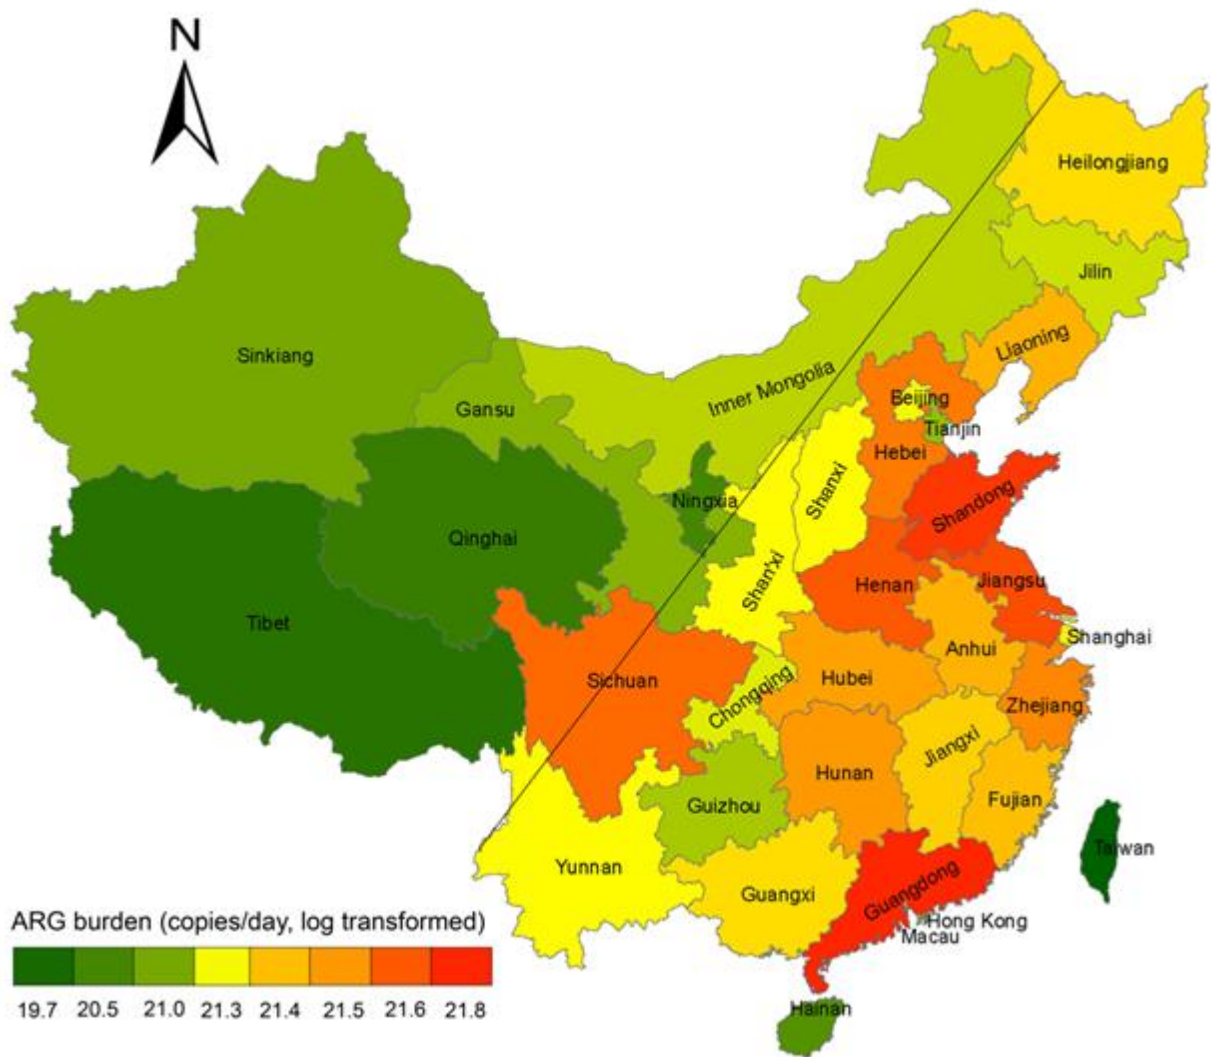 N
Heilongjiang
Jilin
Liaoning
Inner Mongolia
Sinkiang
Gansu
Beijing
Tianjin
Hebei
Shanxi
Ningxia
Shandong
Qinghai
Shan'xi
Henan
Jiangsu
Tibet
Shanghai
Anhui
Sichuan
Hubei
Chongqing
Zhejiang
Jiangxi
Hunan
Fujian
Guizhou
Taiwan
Yunnan
Guangxi
Guangdong
Hong Kong
Macau
Hainan
ARG burden (copies/day, log transformed)
19.7 20.5 21.0 21.3 21.4 21.5 21.6 21.8